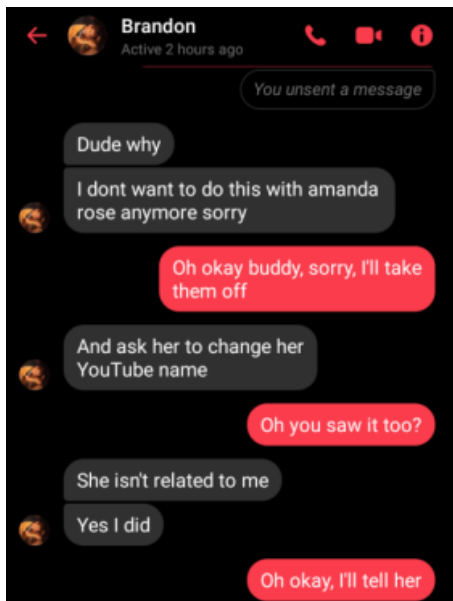 Brandon
Active 2 hours ago
You unsent a message
Dude why
I dont want to do this with amanda
rose anymore sorry
Oh okay buddy, sorry, I'll take
them off
And ask her to change her
YouTube name
Oh you saw it too?
She isn't related to me
Yes I did
Oh okay, I'll tell her